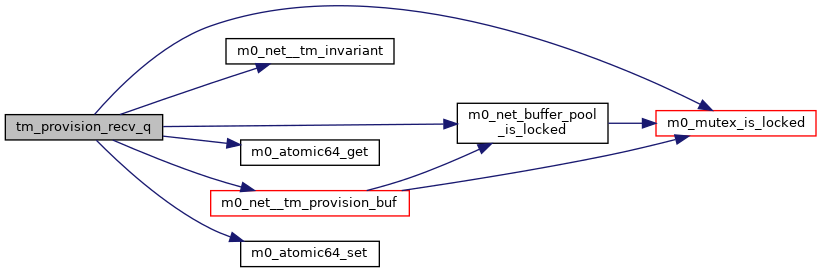 tm_provision_recv_q
m0_net__tm_invariant
m0_net_buffer_pool
_is_locked
m0_mutex_is_locked
m0_atomic64_get
m0_net__tm_provision_buf
m0_atomic64_set